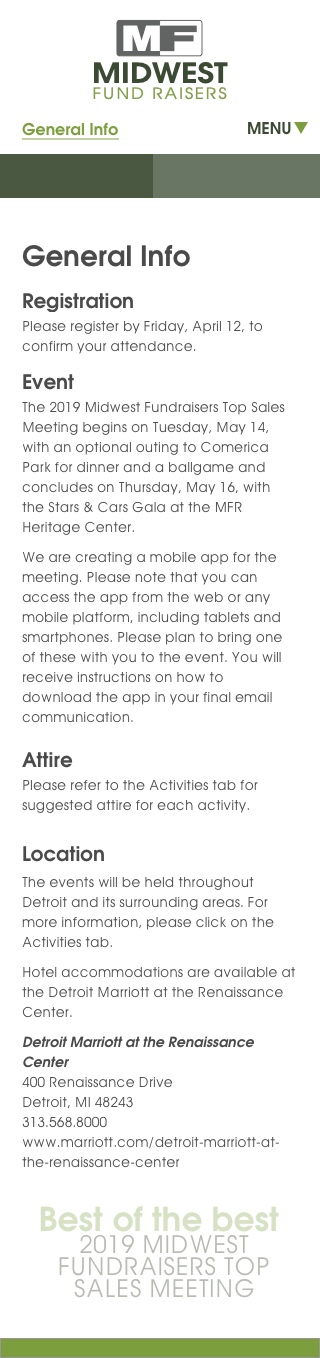 MF
MIDWEST
FUND RAISERS
General Info
MENU
General Info
Registration
Please register by Friday, April 12, to
confirm your attendance.
Event
The 2019 Midwest Fundraisers Top Sales
Meeting begins on Tuesday, May 14,
with an optional outing to Comerica
Park for dinner and a ballgame and
concludes on Thursday, May 16, with
the Stars & Cars Gala at the MFR
Heritage Center.
We are creating a mobile app for the
meeting. Please note that you can
access the app from the web or any
mobile platform, including tablets and
smartphones. Please plan to bring one
of these with you to the event. You will
receive instructions on how to
download the app in your final email
communication.
Attire
Please refer to the Activities tab for
suggested attire for each activity.
Location
The events will be held throughout
Detroit and its surrounding areas. For
more information, please click on the
Activities tab.
Hotel accommodations are available at
the Detroit Marriott at the Renaissance
Center.
Detroit Marriott at the Renaissance
Center
400 Renaissance Drive
Detroit, MI 48243
313.568.8000
www.marriott.com/detroit-marriott-at-
the-renaissance-center
Best of the best
2019 MIDWEST
FUNDRAISERS TOP
SALES MEETING